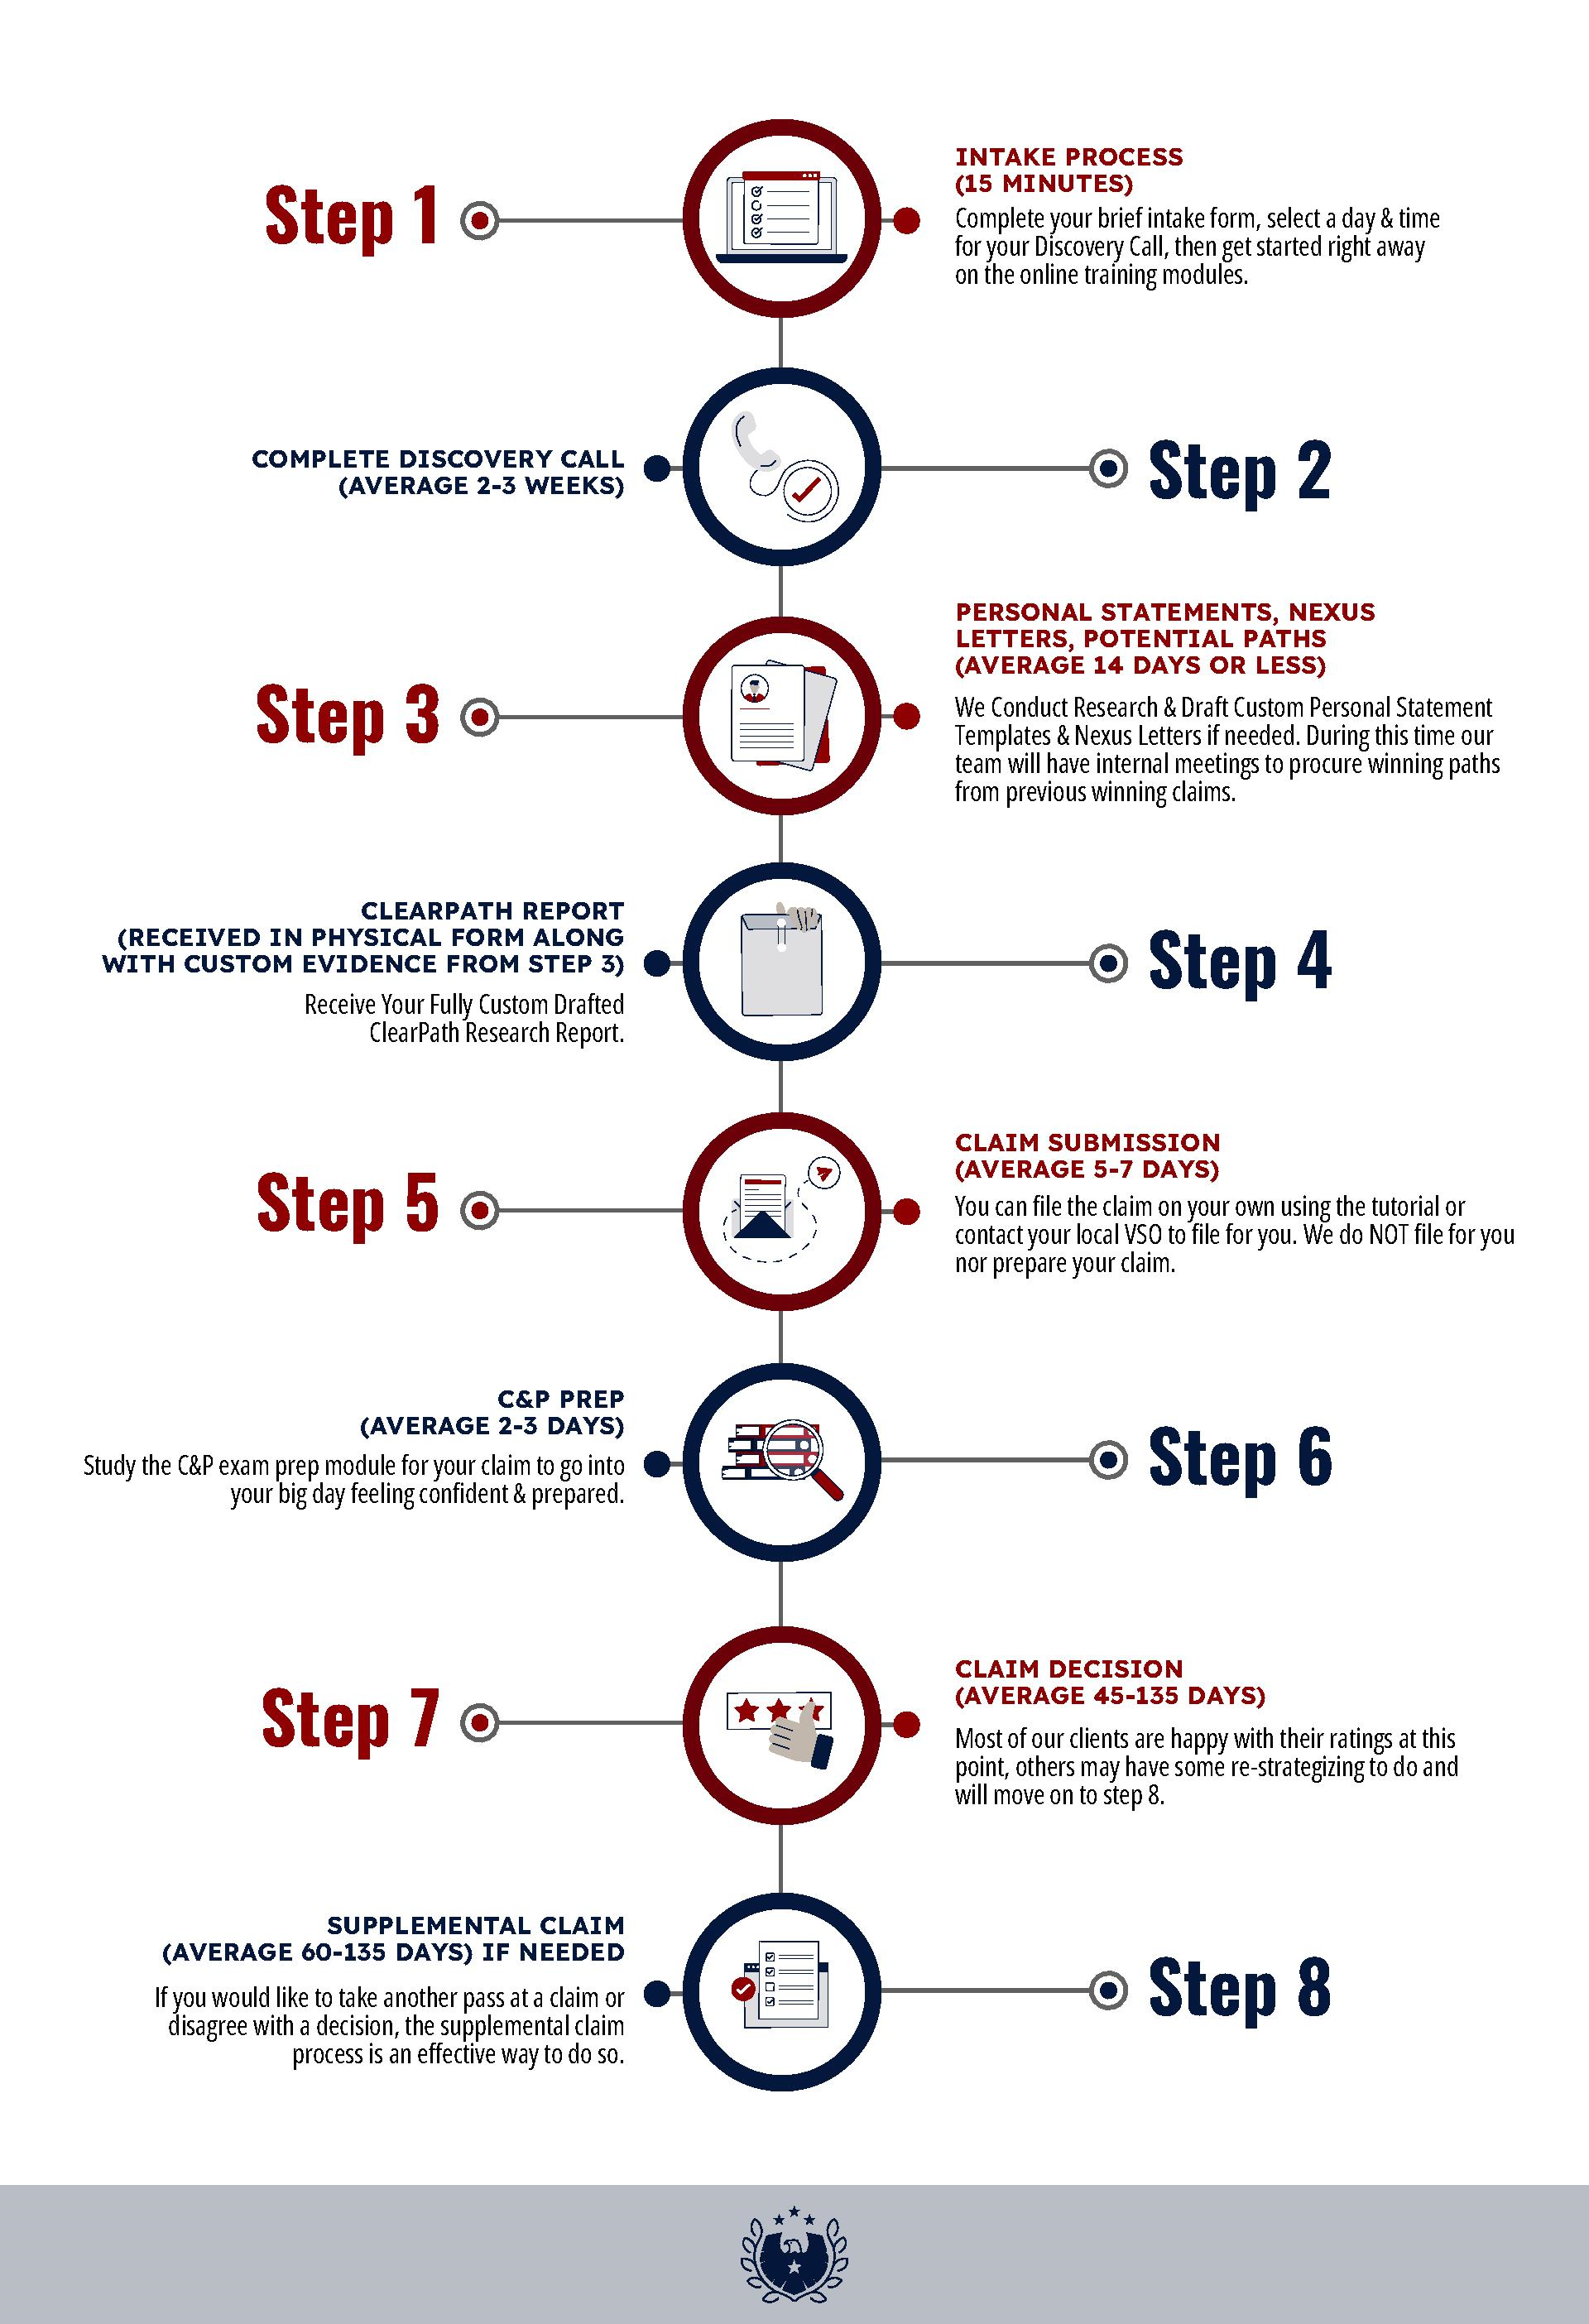 Step 1
INTAKE PROCESS
(15 MINUTES)
Complete your brief intake form, select a day & time
for your Discovery Call, then get started right away
on the online training modules.
COMPLETE DISCOVERY CALL
(AVERAGE 2-3 WEEKS)
Step 2
Step 3
PERSONAL STATEMENTS, NEXUS
LETTERS, POTENTIAL PATHS
(AVERAGE 14 DAYS OR LESS)
We Conduct Research & Draft Custom Personal Statement
Templates & Nexus Letters if needed. During this time our
team will have internal meetings to procure winning paths
from previous winning claims.
CLEARPATH REPORT
(RECEIVED IN PHYSICAL FORM ALONG
WITH CUSTOM EVIDENCE FROM STEP 3)
Receive Your Fully Custom Drafted
ClearPath Research Report.
Step 4
Step 5
CLAIM SUBMISSION
(AVERAGE 5-7 DAYS)
You can file the claim on your own using the tutorial or
contact your local VSO to file for you. We do NOT file for you
nor prepare your claim.
C&P PREP
(AVERAGE 2-3 DAYS)
Study the C&P exam prep module for your claim to go into
your big day feeling confident & prepared.
Step 6
Step 7
CLAIM DECISION
(AVERAGE 45-135 DAYS)
Most of our clients are happy with their ratings at this
point, others may have some re-strategizing to do and
will move on to step 8.
SUPPLEMENTAL CLAIM
(AVERAGE 60-135 DAYS) IF NEEDED
If you would like to take another pass at a claim or
disagree with a decision, the supplemental claim
process is an effective way to do so.
Step 8